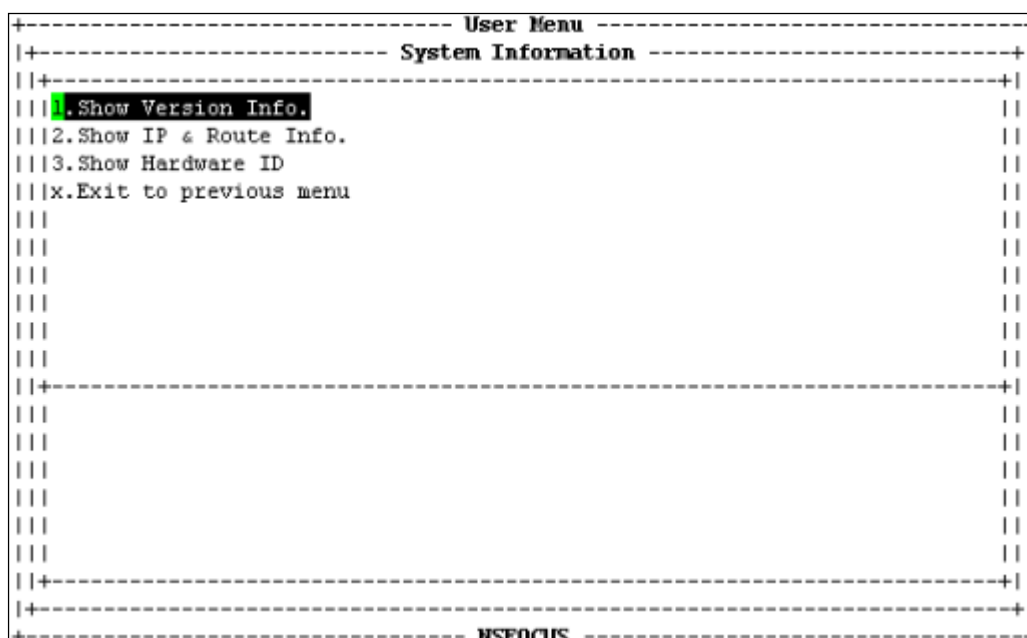 User Menu
System Information
1.Show Version Info.
2.Show IP & Route Info.
3.Show Hardware ID
x.Exit to previous menu
NSFOCUS